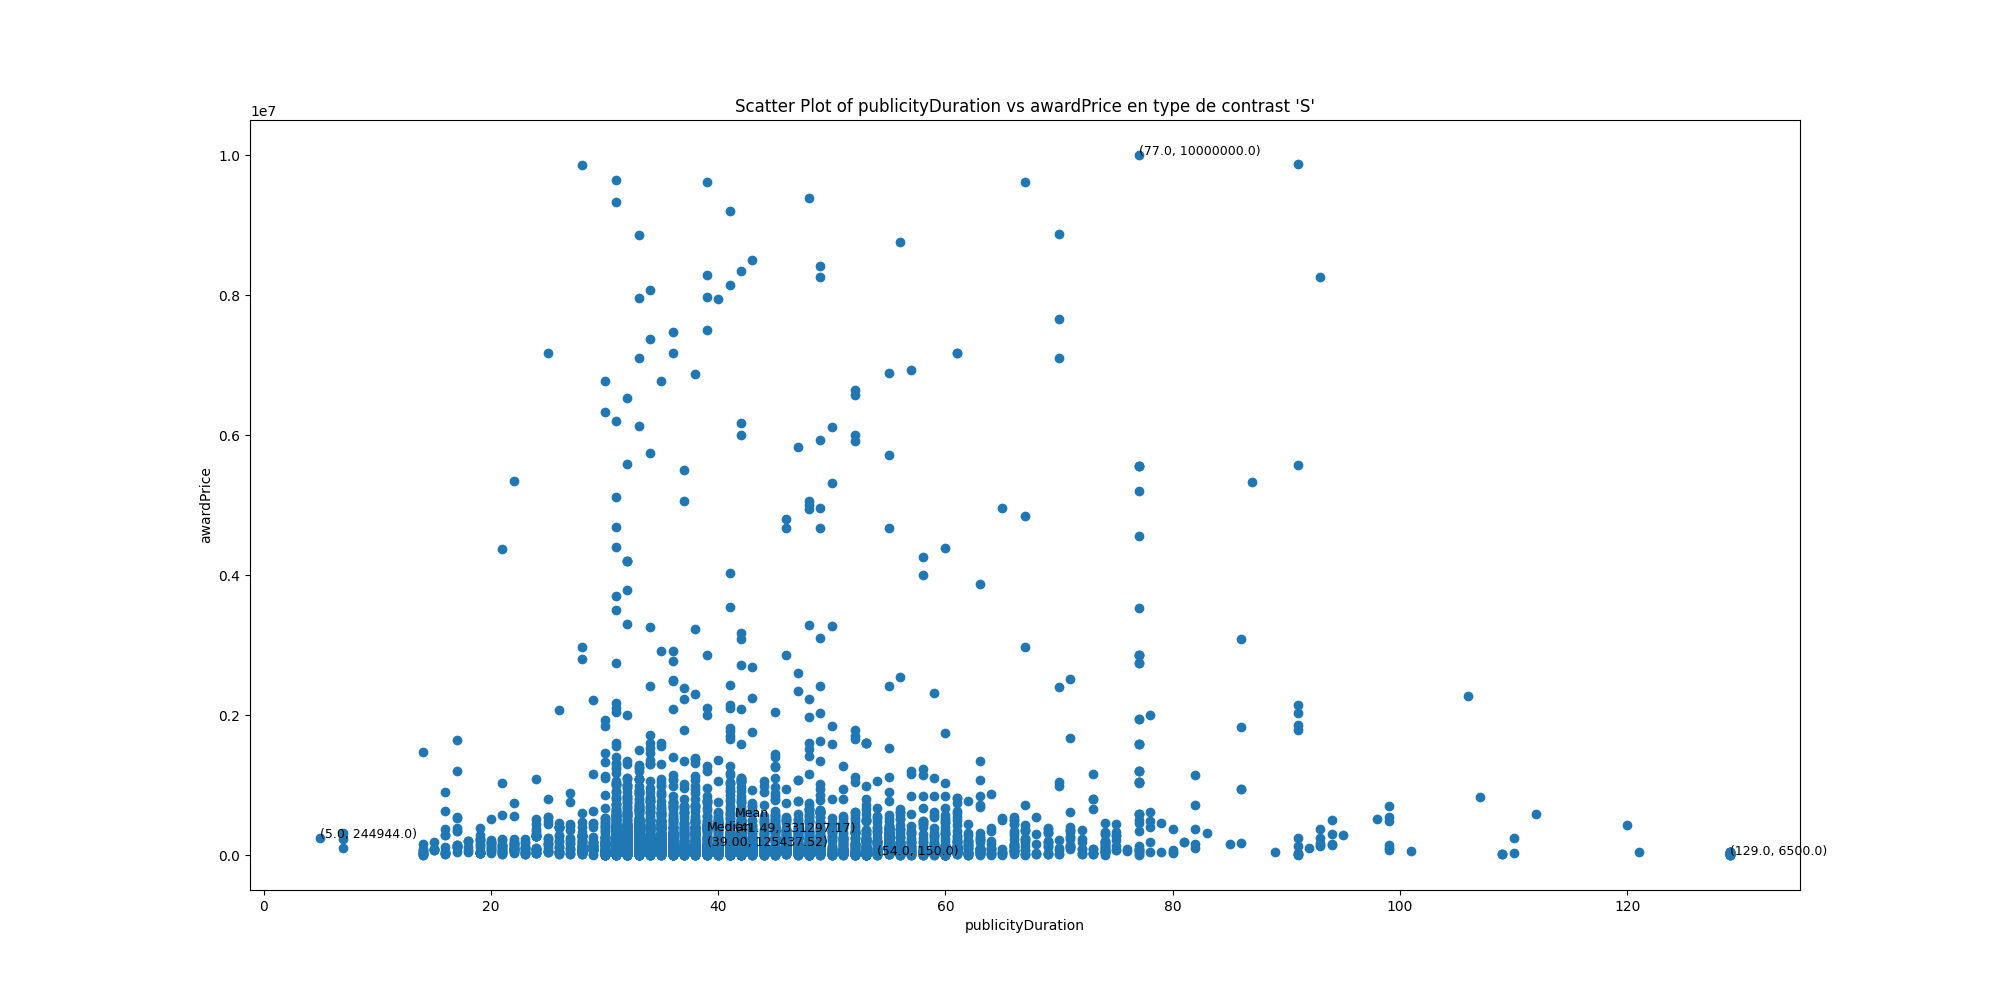 Scatter Plot of publicityDuration vs awardPrice en type de contrast 'S'
1e7
1.0
0.8
0.6
0.4
0.2
0.0
awardPrice
(77.0, 10000000.0)
(5.0, 244944.0)
Mean
(41.49, 331297.17)
Median
(39.00, 125437.52)
(54.0, 150.0)
(129.0, 6500.0)
0 20 40 60 80 100 120
publicityDuration